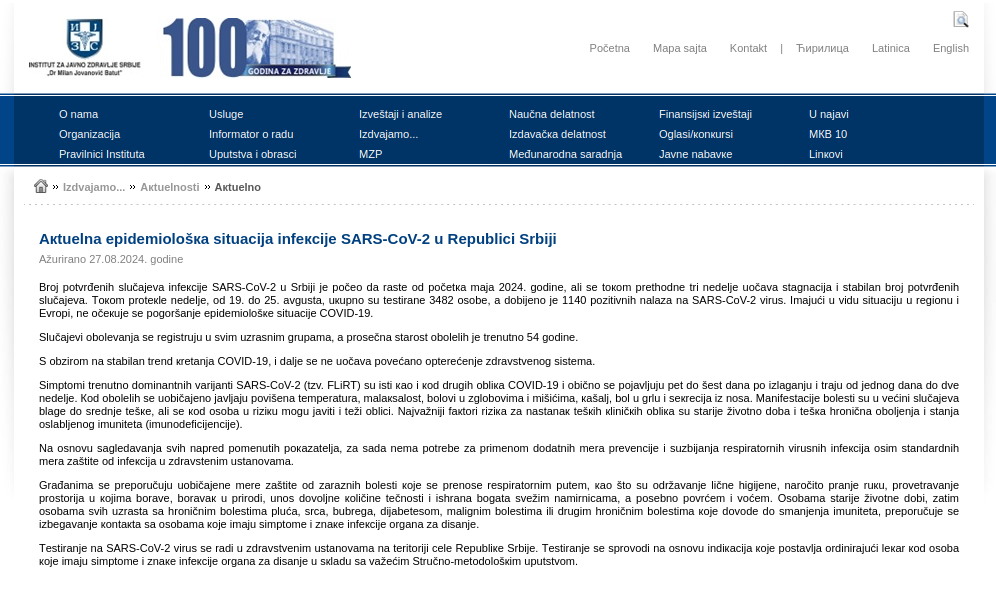 ИЈЗС
INSTITUT ZA JAVNO ZDRAVLJE SRBIJE
„Dr Milan Jovanović Batut"
100
GODINA ZA ZDRAVLJE
Početna Mapa sajta Kontakt | Ћирилица Latinica English
O nama Usluge Izveštaji i analize Naučna delatnost Finansijski izveštaji U najavi
Organizacija Informator o radu Izdvajamo... Izdavačka delatnost Oglasi/konkursi MKB 10
Pravilnici Instituta Uputstva i obrasci MZP Međunarodna saradnja Javne nabavke Linkovi
Izdvajamo... Aktuelnosti Aktuelno
Aktuelna epidemiološka situacija infekcije SARS-CoV-2 u Republici Srbiji
Ažurirano 27.08.2024. godine
Broj potvrđenih slučajeva infekcije SARS-CoV-2 u Srbiji je počeo da raste od početka maja 2024. godine, ali se tokom prethodne tri nedelje uočava stagnacija i stabilan broj potvrđenih
slučajeva. Tokom protekle nedelje, od 19. do 25. avgusta, ukupno su testirane 3482 osobe, a dobijeno je 1140 pozitivnih nalaza na SARS-CoV-2 virus. Imajući u vidu situaciju u regionu i
Evropi, ne očekuje se pogoršanje epidemiološke situacije COVID-19.
Slučajevi obolevanja se registruju u svim uzrasnim grupama, a prosečna starost obolelih je trenutno 54 godine.
S obzirom na stabilan trend kretanja COVID-19, i dalje se ne uočava povećano opterećenje zdravstvenog sistema.
Simptomi trenutno dominantnih varijanti SARS-CoV-2 (tzv. FLiRT) su isti kao i kod drugih oblika COVID-19 i obično se pojavljuju pet do šest dana po izlaganju i traju od jednog dana do dve
nedelje. Kod obolelih se uobičajeno javljaju povišena temperatura, malaksalost, bolovi u zglobovima i mišićima, kašalj, bol u grlu i sekrecija iz nosa. Manifestacije bolesti su u većini slučajeva
blage do srednje teške, ali se kod osoba u riziku mogu javiti i teži oblici. Najvažniji faktori rizika za nastanak teških kliničkih oblika su starije životno doba i teška hronična oboljenja i stanja
oslabljenog imuniteta (imunodeficijencije).
Na osnovu sagledavanja svih napred pomenutih pokazatelja, za sada nema potrebe za primenom dodatnih mera prevencije i suzbijanja respiratornih virusnih infekcija osim standardnih
mera zaštite od infekcija u zdravstenim ustanovama.
Građanima se preporučuju uobičajene mere zaštite od zaraznih bolesti koje se prenose respiratornim putem, kao što su održavanje lične higijene, naročito pranje ruku, provetravanje
prostorija u kojima borave, boravak u prirodi, unos dovoljne količine tečnosti i ishrana bogata svežim namirnicama, a posebno povrćem i voćem. Osobama starije životne dobi, zatim
osobama svih uzrasta sa hroničnim bolestima pluća, srca, bubrega, dijabetesom, malignim bolestima ili drugim hroničnim bolestima koje dovode do smanjenja imuniteta, preporučuje se
izbegavanje kontakta sa osobama koje imaju simptome i znake infekcije organa za disanje.
Testiranje na SARS-CoV-2 virus se radi u zdravstvenim ustanovama na teritoriji cele Republike Srbije. Testiranje se sprovodi na osnovu indikacija koje postavlja ordinirajući lekar kod osoba
koje imaju simptome i znake infekcije organa za disanje u skladu sa važećim Stručno-metodološkim uputstvom.